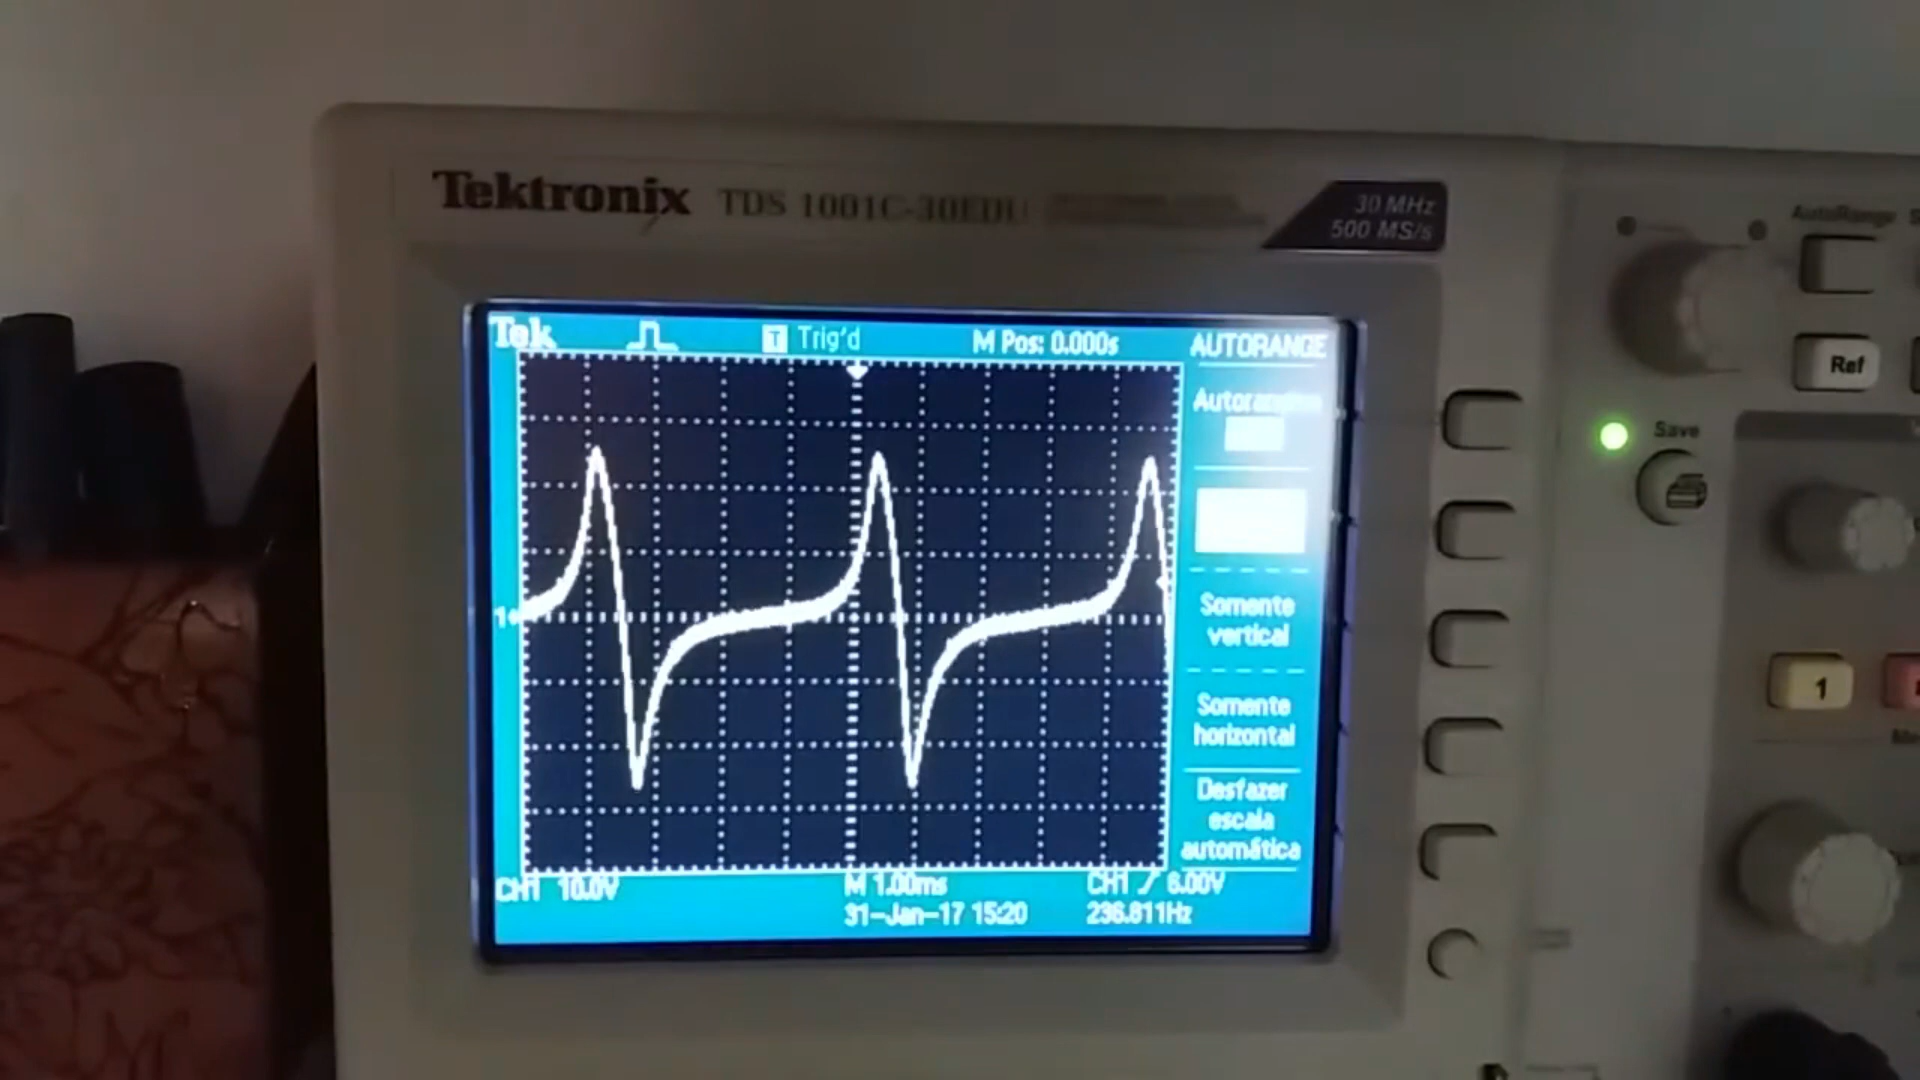 Tektronix TDS 1001C-30EDU
30 MHz
500 MS/s
Tek T Trig'd M Pos: 0.000s AUTORANGE
Somente
vertical
Somente
horizontal
Desfazer
escala
automática
1
CH1 10.0V M 1.00ms CH1 6.00V
31-Jan-17 15:20 236.811Hz
AutoRange
Ref
Save
1